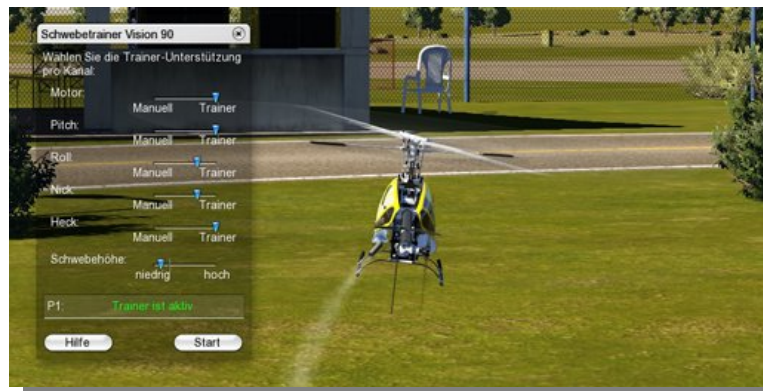 Schwebetrainer Vision 90
Wählen Sie die Trainer-Unterstützung
pro Kanal:
Motor:
Manuell Trainer
Pitch:
Manuell Trainer
Roll:
Manuell Trainer
Nick:
Manuell Trainer
Heck:
Manuell Trainer
Schwebehöhe:
niedrig hoch
P1: Trainer ist aktiv
Hilfe Start